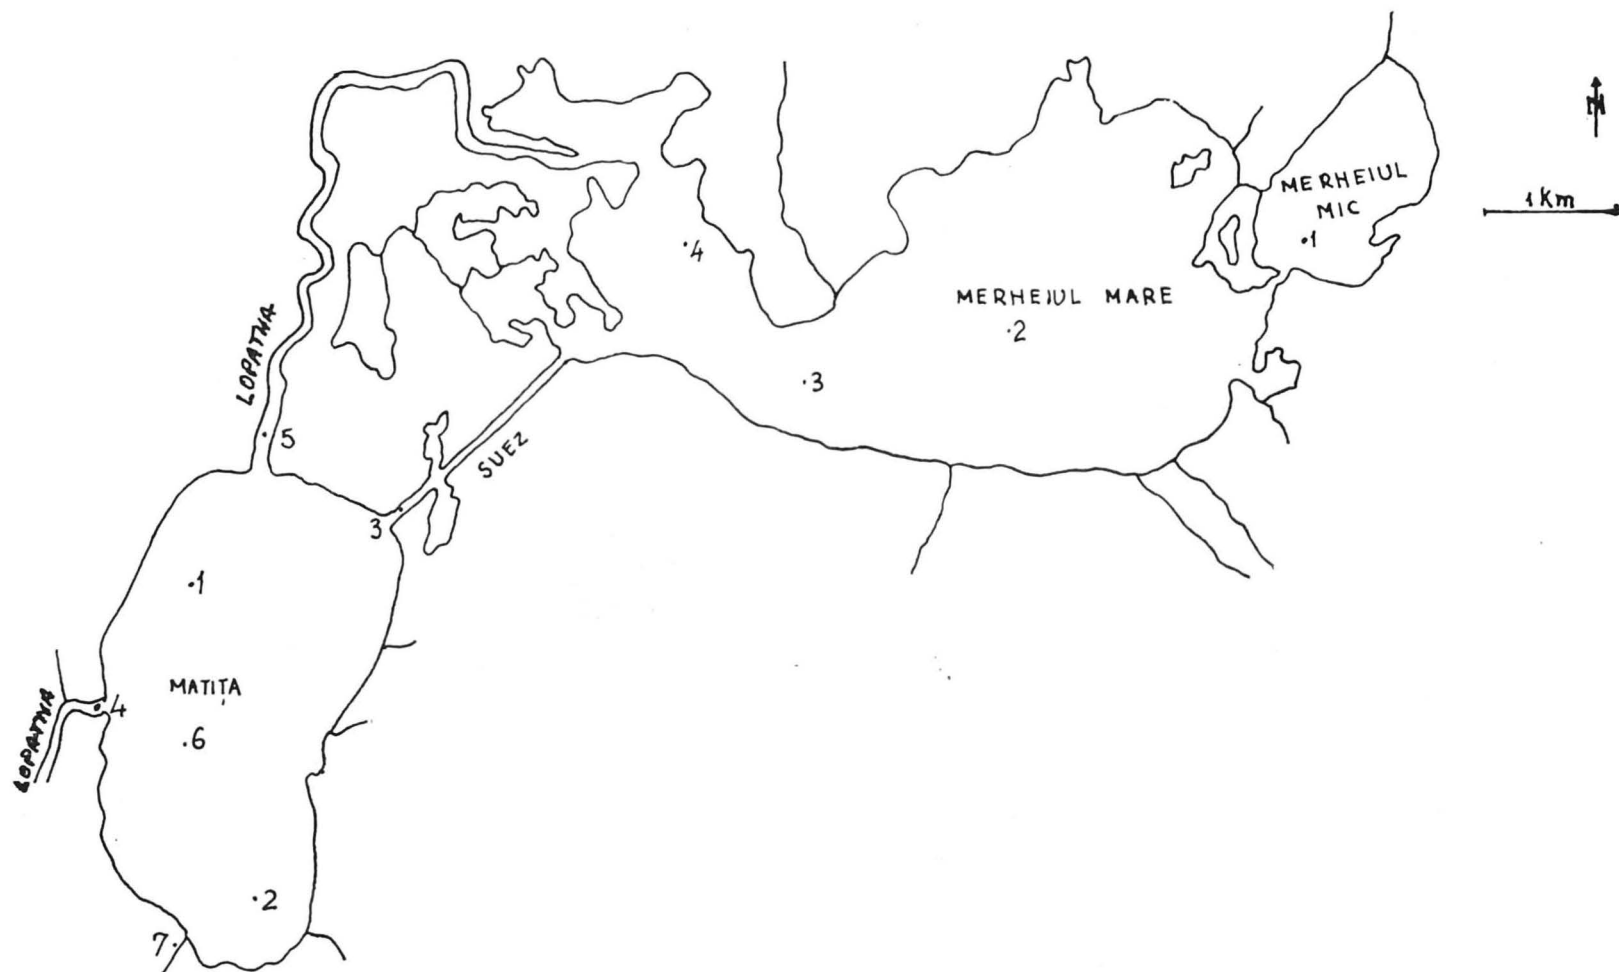 N
1 Km
MERHEIUL
MIC
.1
.4
MERHEIUL MARE
.2
.3
LOPATNA
5
SUEZ
3
.1
MATIȚA
LOPATNA
4
.6
.2
7.